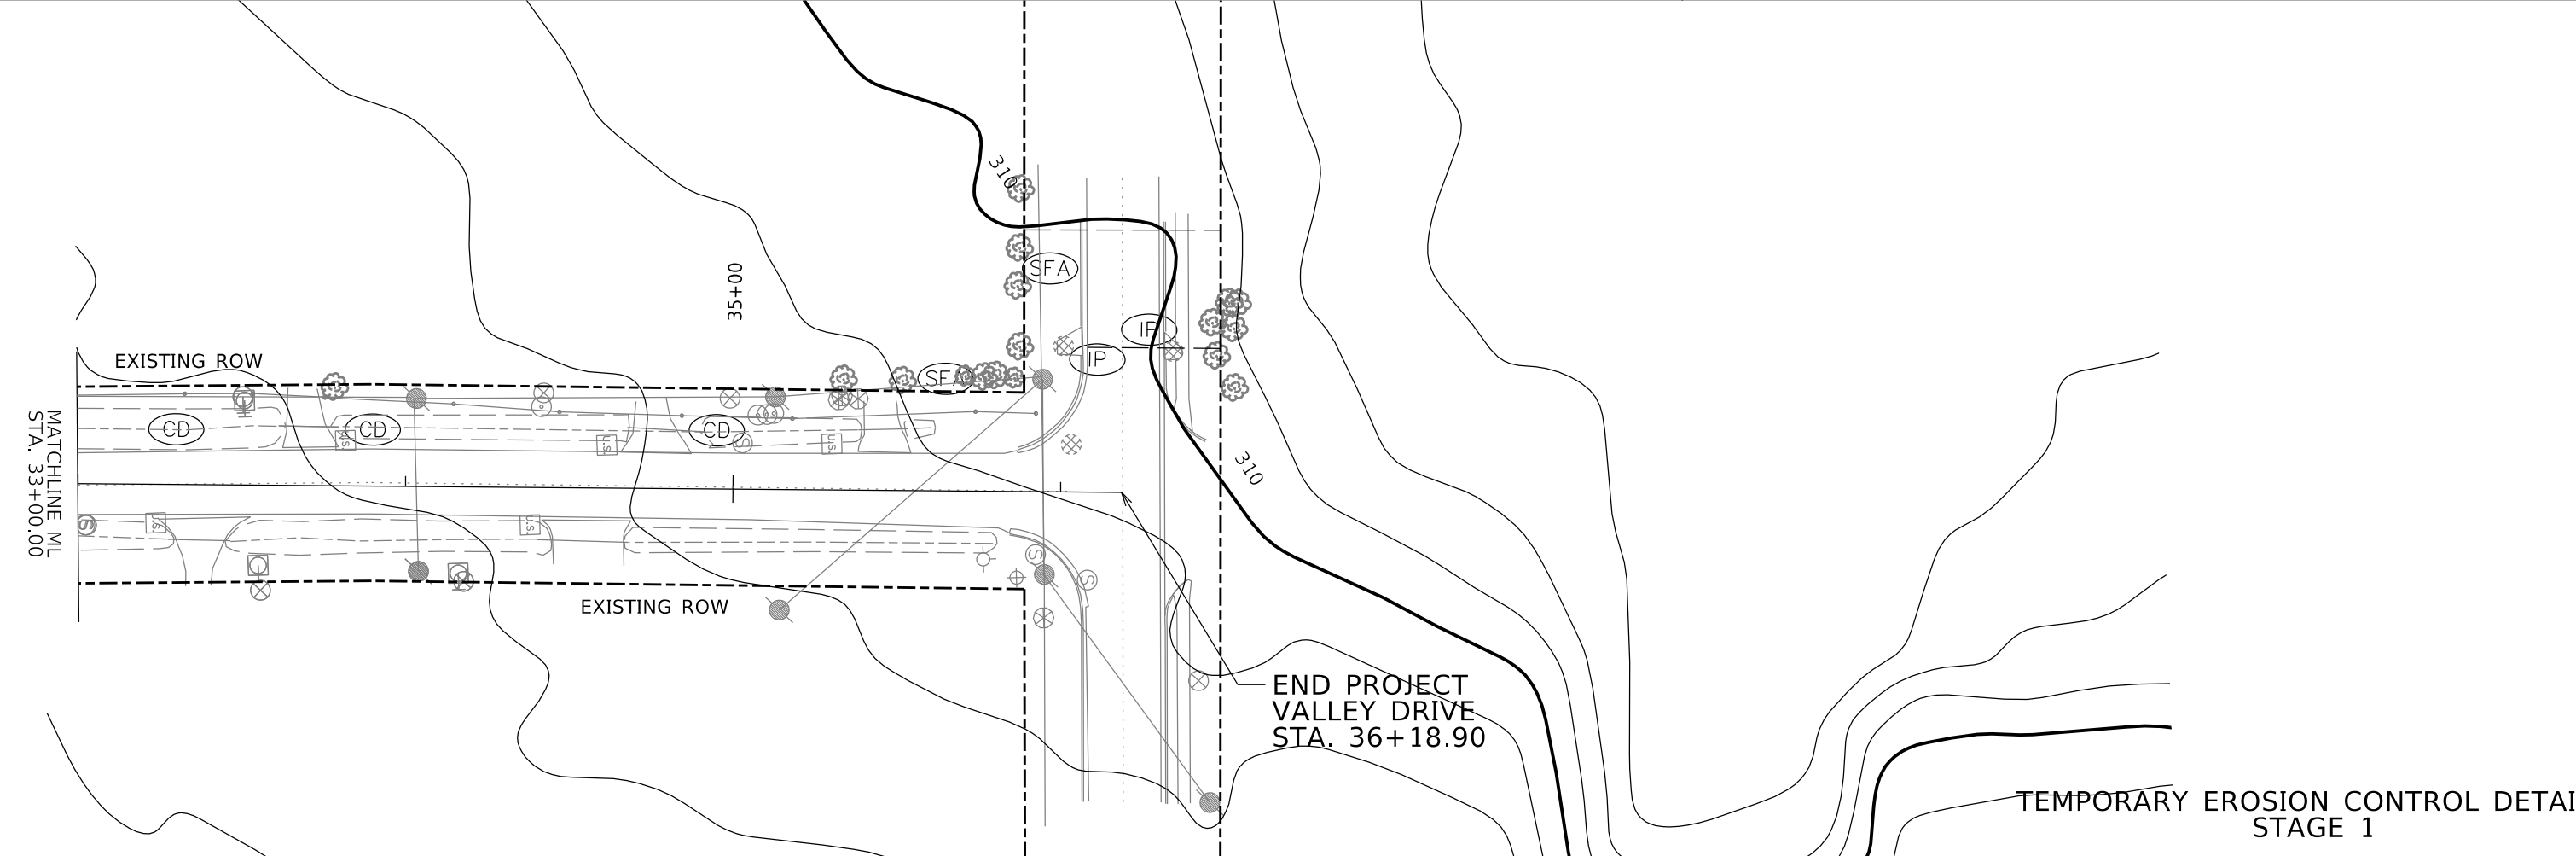 310
SFA
35+00
IP
IP
EXISTING ROW
SFA
CD
CD
CD
MATCHLINE ML
STA. 33+00.00
310
EXISTING ROW
END PROJECT
VALLEY DRIVE
STA. 36+18.90
TEMPORARY EROSION CONTROL DETAI
STAGE 1